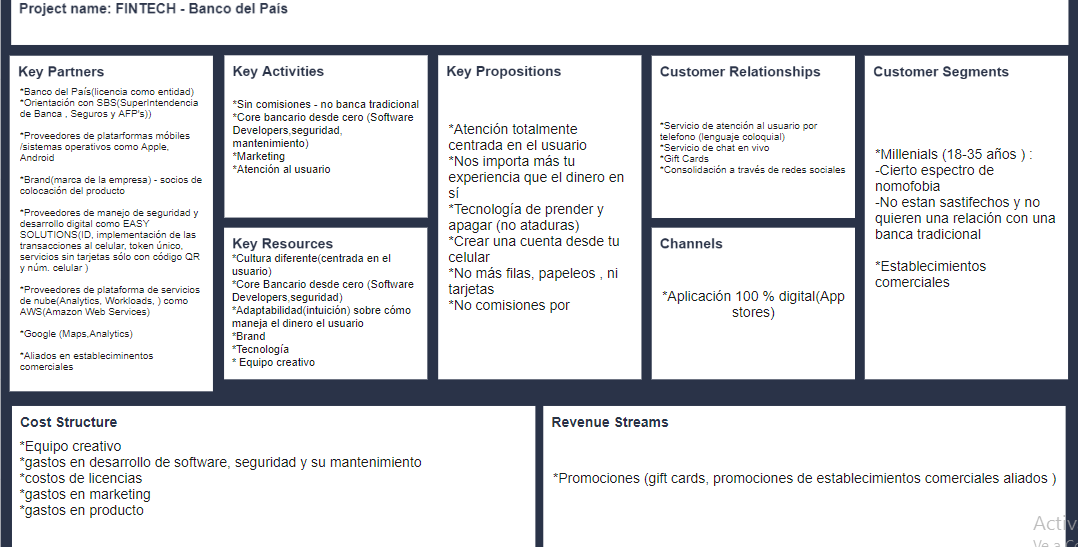 Project name: FINTECH - Banco del País
Key Partners
*Banco del País(licencia como entidad)
*Orientación con SBS(SuperIntendencia
de Banca , Seguros y AFP's))
*Proveedores de platarformas móbiles
/sistemas operativos como Apple,
Android
*Brand(marca de la empresa) - socios de
colocación del producto
*Proveedores de manejo de seguridad y
desarrollo digital como EASY
SOLUTIONS(ID, implementación de las
transacciones al celular, token único,
servicios sin tarjetas sólo con código QR
y núm. celular )
*Proveedores de plataforma de servicios
de nube(Analytics, Workloads, ) como
AWS(Amazon Web Services)
*Google (Maps,Analytics)
*Aliados en estableciminentos
comerciales
Key Activities
*Sin comisiones - no banca tradicional
*Core bancario desde cero (Software
Developers,seguridad,
mantenimiento)
*Marketing
*Atención al usuario
Key Resources
*Cultura diferente(centrada en el
usuario)
*Core Bancario desde cero (Software
Developers,seguridad)
*Adaptabilidad(intuición) sobre cómo
maneja el dinero el usuario
*Brand
*Tecnología
* Equipo creativo
Key Propositions
*Atención totalmente
centrada en el usuario
*Nos importa más tu
experiencia que el dinero en
sí
*Tecnología de prender y
apagar (no ataduras)
*Crear una cuenta desde tu
celular
*No más filas, papeleos , ni
tarjetas
*No comisiones por
Customer Relationships
*Servicio de atención al usuario por
telefono (lenguaje coloquial)
*Servicio de chat en vivo
*Gift Cards
*Consolidación a través de redes sociales
Channels
*Aplicación 100 % digital(App
stores)
Customer Segments
*Millenials (18-35 años ) :
-Cierto espectro de
nomofobia
-No estan sastifechos y no
quieren una relación con una
banca tradicional
*Establecimientos
comerciales
Cost Structure
*Equipo creativo
*gastos en desarrollo de software, seguridad y su mantenimiento
*costos de licencias
*gastos en marketing
*gastos en producto
Revenue Streams
*Promociones (gift cards, promociones de establecimientos comerciales aliados )
Activ